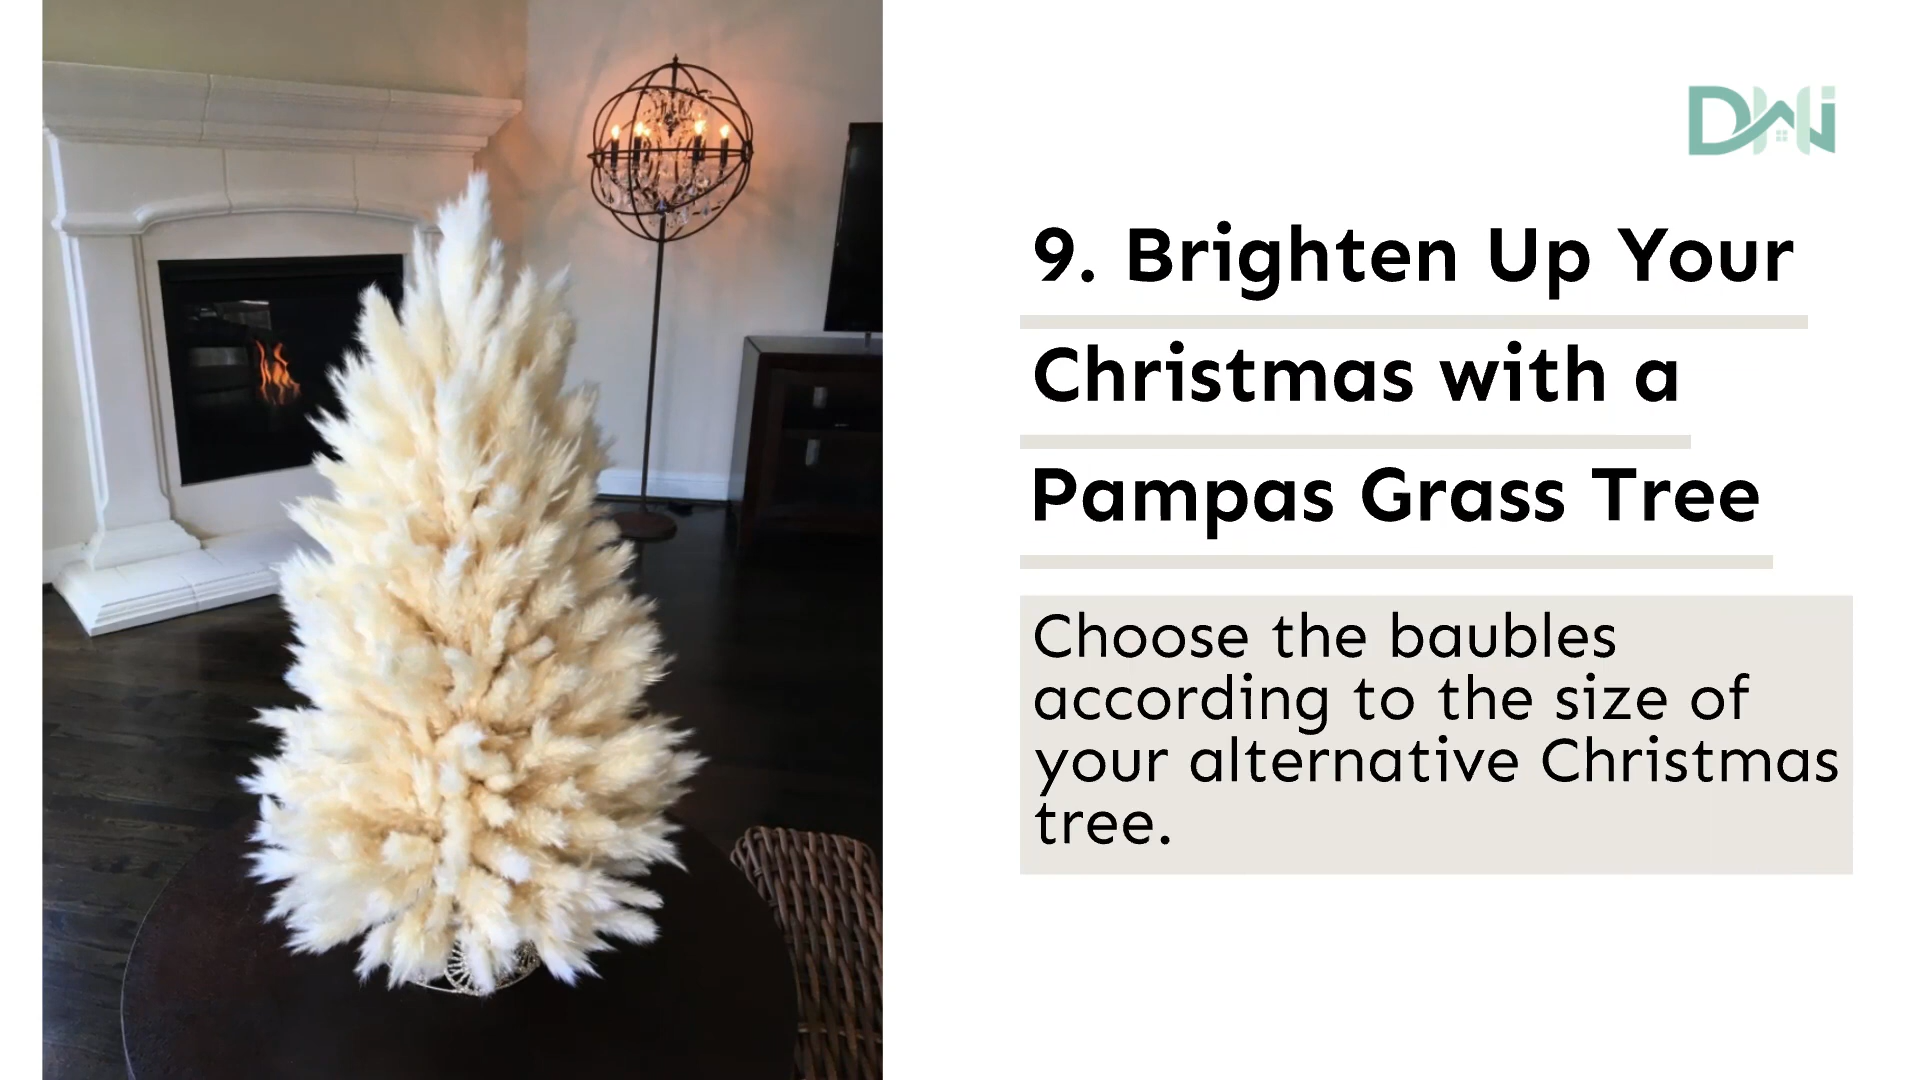 DHI
9. Brighten Up Your
Christmas with a
Pampas Grass Tree
Choose the baubles
according to the size of
your alternative Christmas
tree.